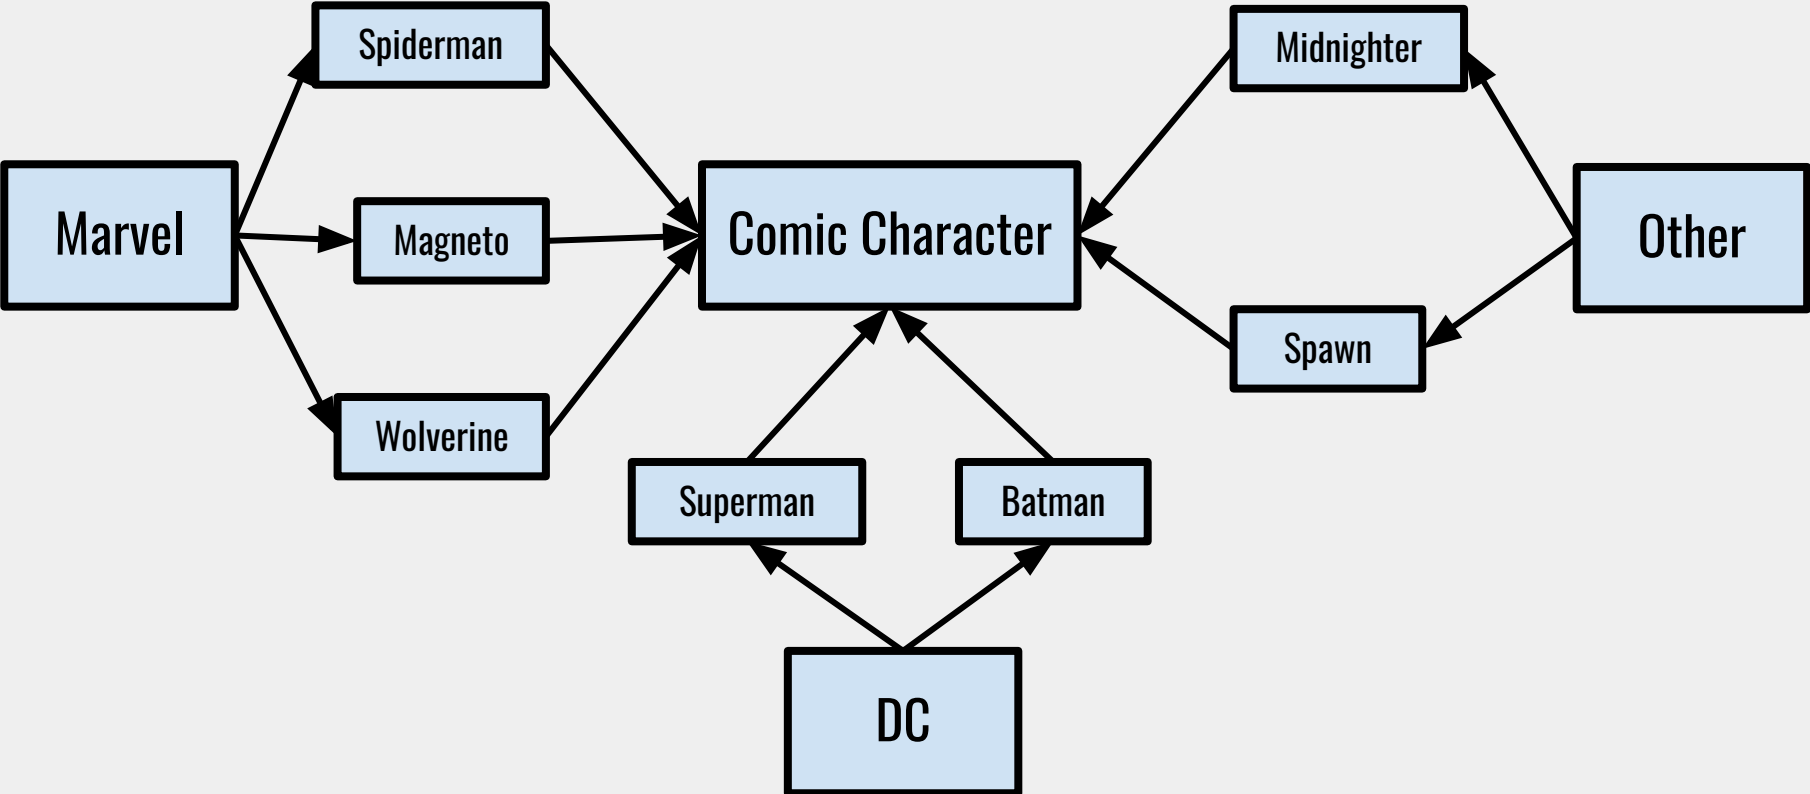 Spiderman
Midnighter
Marvel
Magneto
Comic Character
Other
Spawn
Wolverine
Superman
Batman
DC